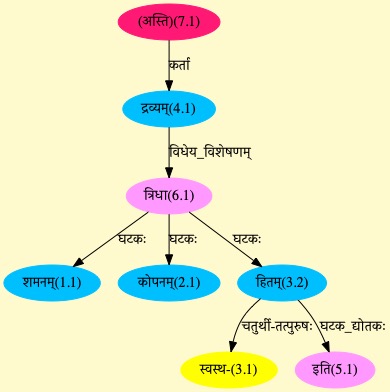 (अस्ति)(7.1)
कर्ता
द्रव्यम्(4.1)
विधेय_विशेषणम्
त्रिधा(6.1)
घटकः घटकः घटकः
शमनम्(1.1) कोपनम्(2.1) हितम्(3.2)
चतुर्थी-तत्पुरुषः घटक_द्योतकः
स्वस्थ-(3.1) इति(5.1)